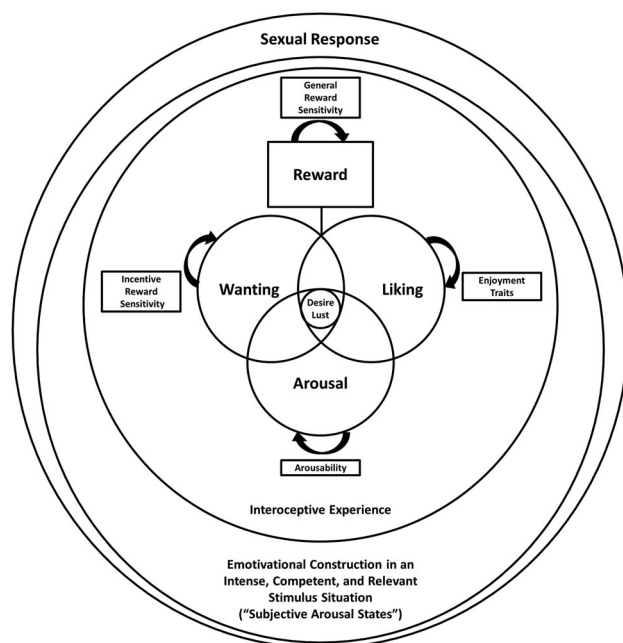 Sexual Response
General
Reward
Sensitivity
Reward
Incentive
Reward
Sensitivity
Wanting
Desire
Lust
Liking
Enjoyment
Traits
Arousal
Arousability
Interoceptive Experience
Emotivational Construction in an
Intense, Competent, and Relevant
Stimulus Situation
(“Subjective Arousal States”)